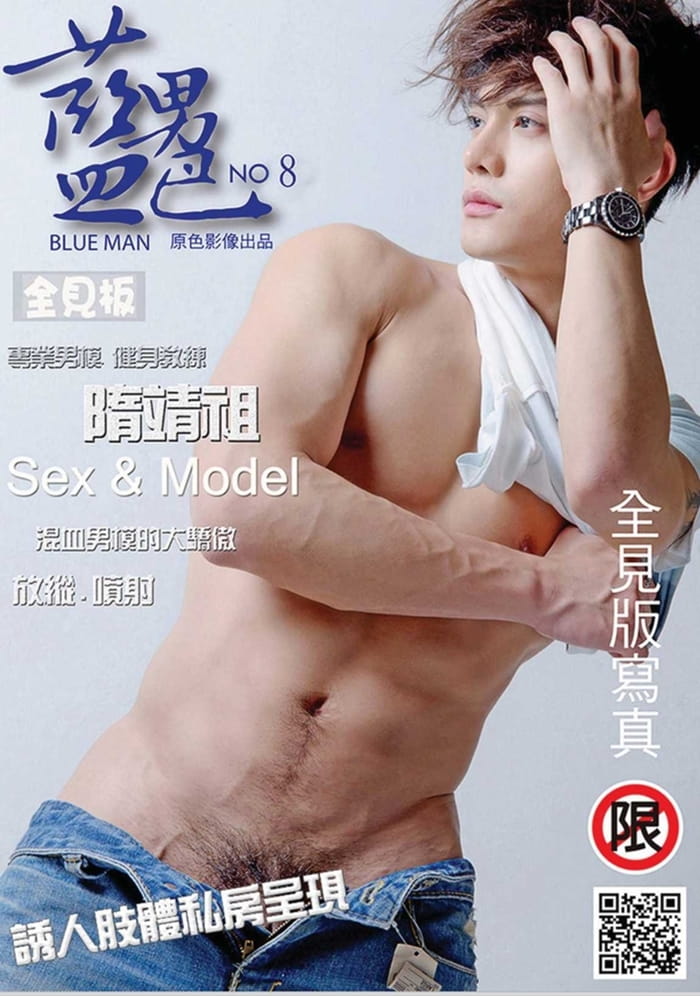 藍男色
NO 8
BLUE MAN 原色影像出品
全見板
專業男模 健身教練
隋靖祖
Sex & Model
混血男模的大驕傲
放縱.噴射
全見版寫真
限
誘人肢體私房呈現